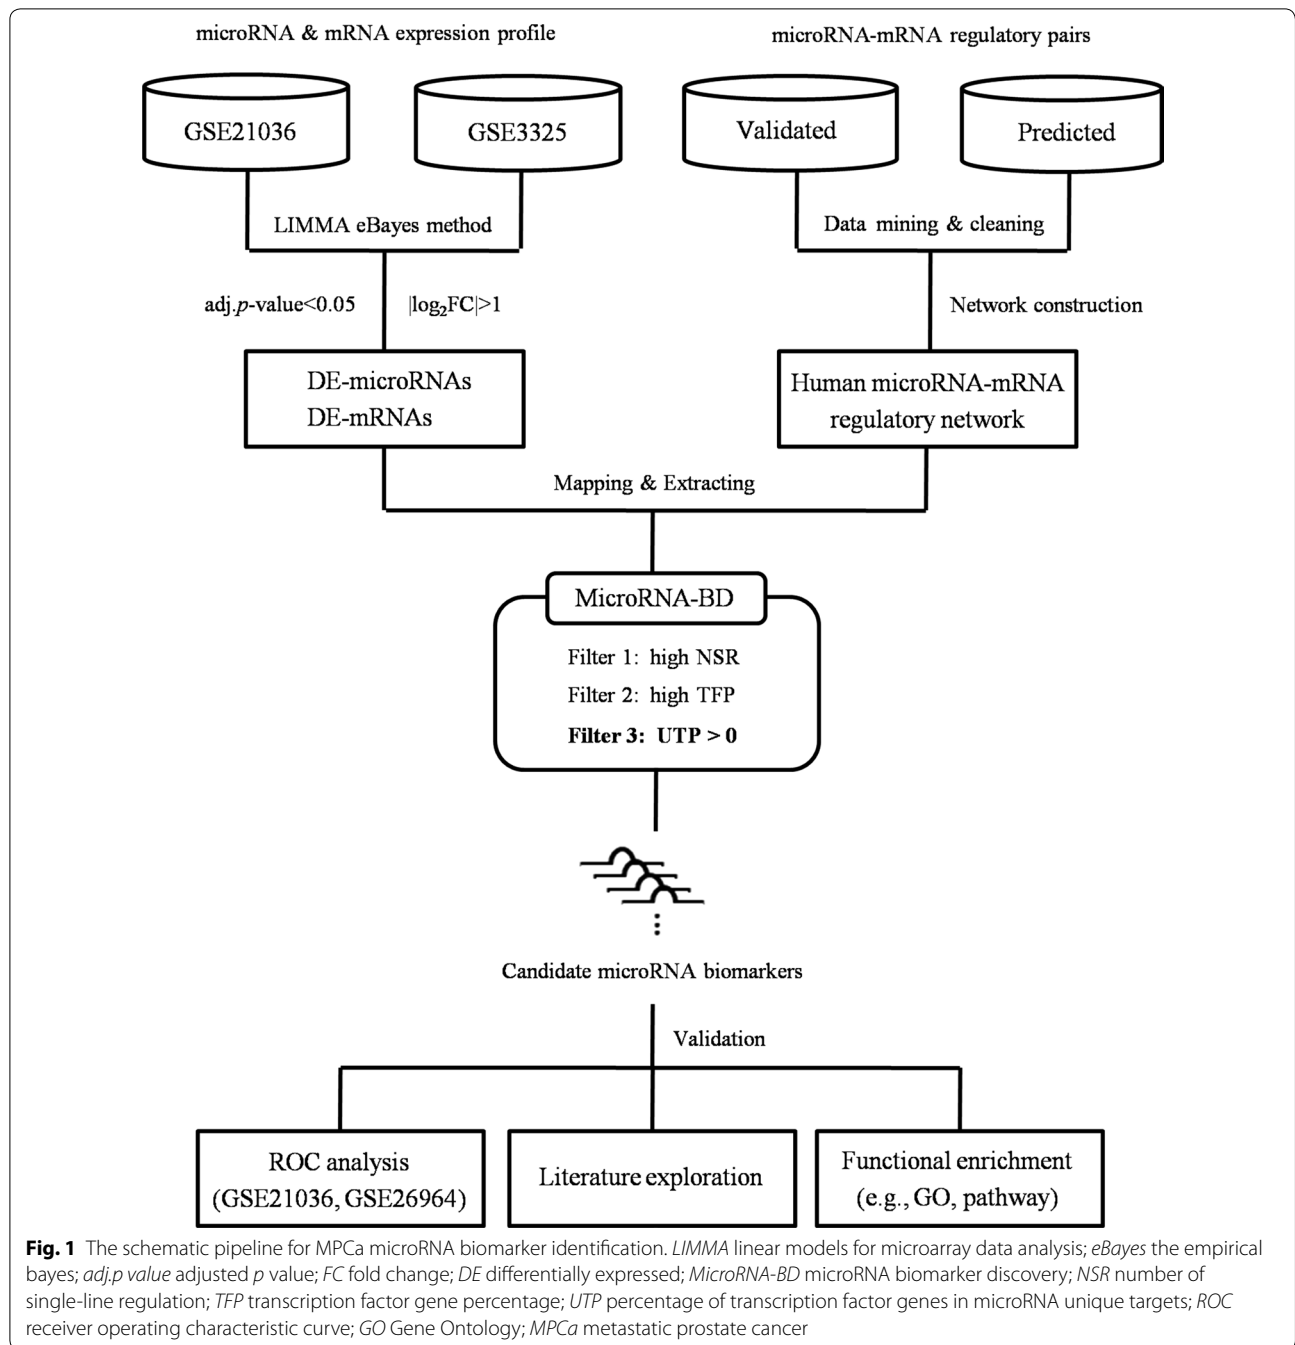 microRNA & mRNA expression profile
microRNA-mRNA regulatory pairs
GSE21036
GSE3325
Validated
Predicted
LIMMA eBayes method
Data mining & cleaning
adj.p-value<0.05
|log₂FC|>1
Network construction
DE-microRNAs
DE-mRNAs
Human microRNA-mRNA
regulatory network
Mapping & Extracting
MicroRNA-BD
Filter 1: high NSR
Filter 2: high TFP
Filter 3: UTP > 0
Candidate microRNA biomarkers
Validation
ROC analysis
(GSE21036, GSE26964)
Literature exploration
Functional enrichment
(e.g., GO, pathway)
Fig. 1 The schematic pipeline for MPCa microRNA biomarker identification. LIMMA linear models for microarray data analysis; eBayes the empirical
bayes; adj.p value adjusted p value; FC fold change; DE differentially expressed; MicroRNA-BD microRNA biomarker discovery; NSR number of
single-line regulation; TFP transcription factor gene percentage; UTP percentage of transcription factor genes in microRNA unique targets; ROC
receiver operating characteristic curve; GO Gene Ontology; MPCa metastatic prostate cancer